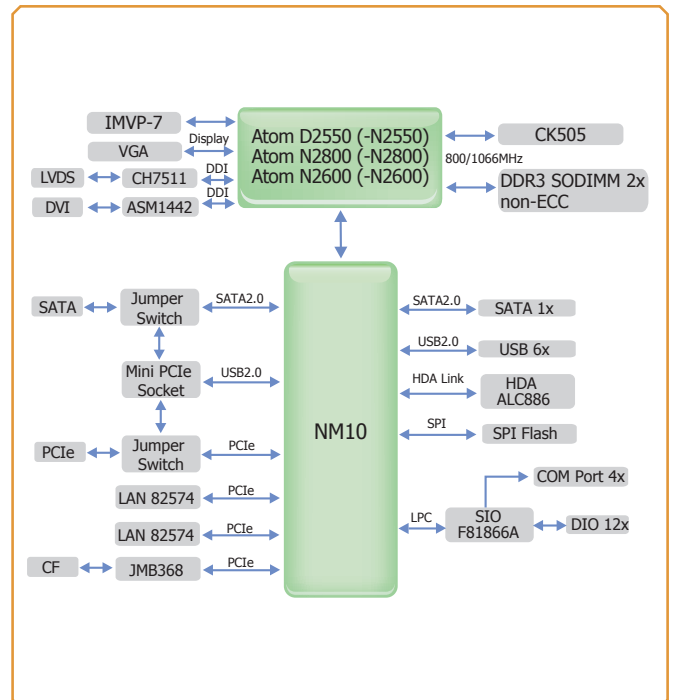 IMVP-7
Display
VGA
DDI
LVDS
CH7511
DDI
DVI
ASM1442
Atom D2550 (-N2550)
Atom N2800 (-N2800)
Atom N2600 (-N2600)
CK505
800/1066MHz
DDR3 SODIMM 2x
non-ECC
SATA
Jumper
Switch
SATA2.0
Mini PCIe
Socket
USB2.0
PCIe
Jumper
Switch
PCIe
LAN 82574
PCIe
LAN 82574
PCIe
CF
JMB368
PCIe
NM10
SATA2.0
SATA 1x
USB2.0
USB 6x
HDA Link
HDA
ALC886
SPI
SPI Flash
COM Port 4x
LPC
SIO
F81866A
DIO 12x